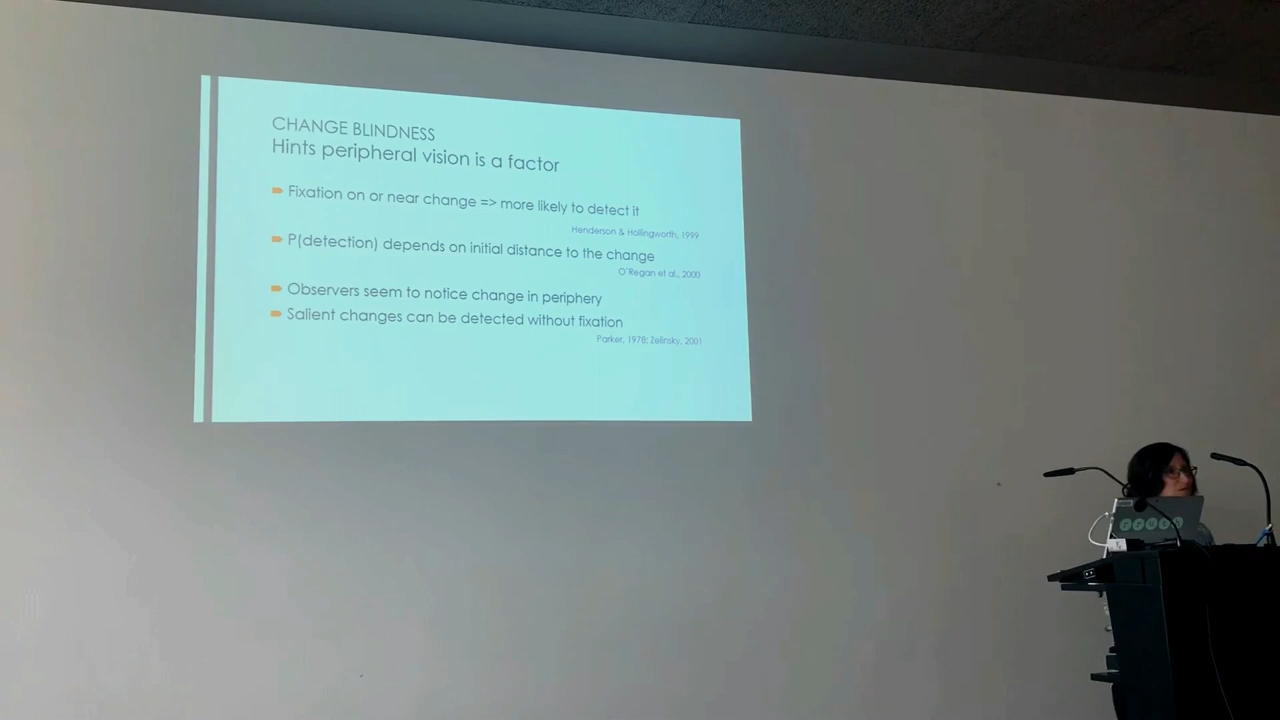 CHANGE BLINDNESS
Hints peripheral vision is a factor
Fixation on or near change => more likely to detect it
Henderson & Hollingworth, 1999
P(detection) depends on initial distance to the change
O'Regan et al., 2000
Observers seem to notice change in periphery
Salient changes can be detected without fixation
Parker, 1978; Zelinsky, 2001